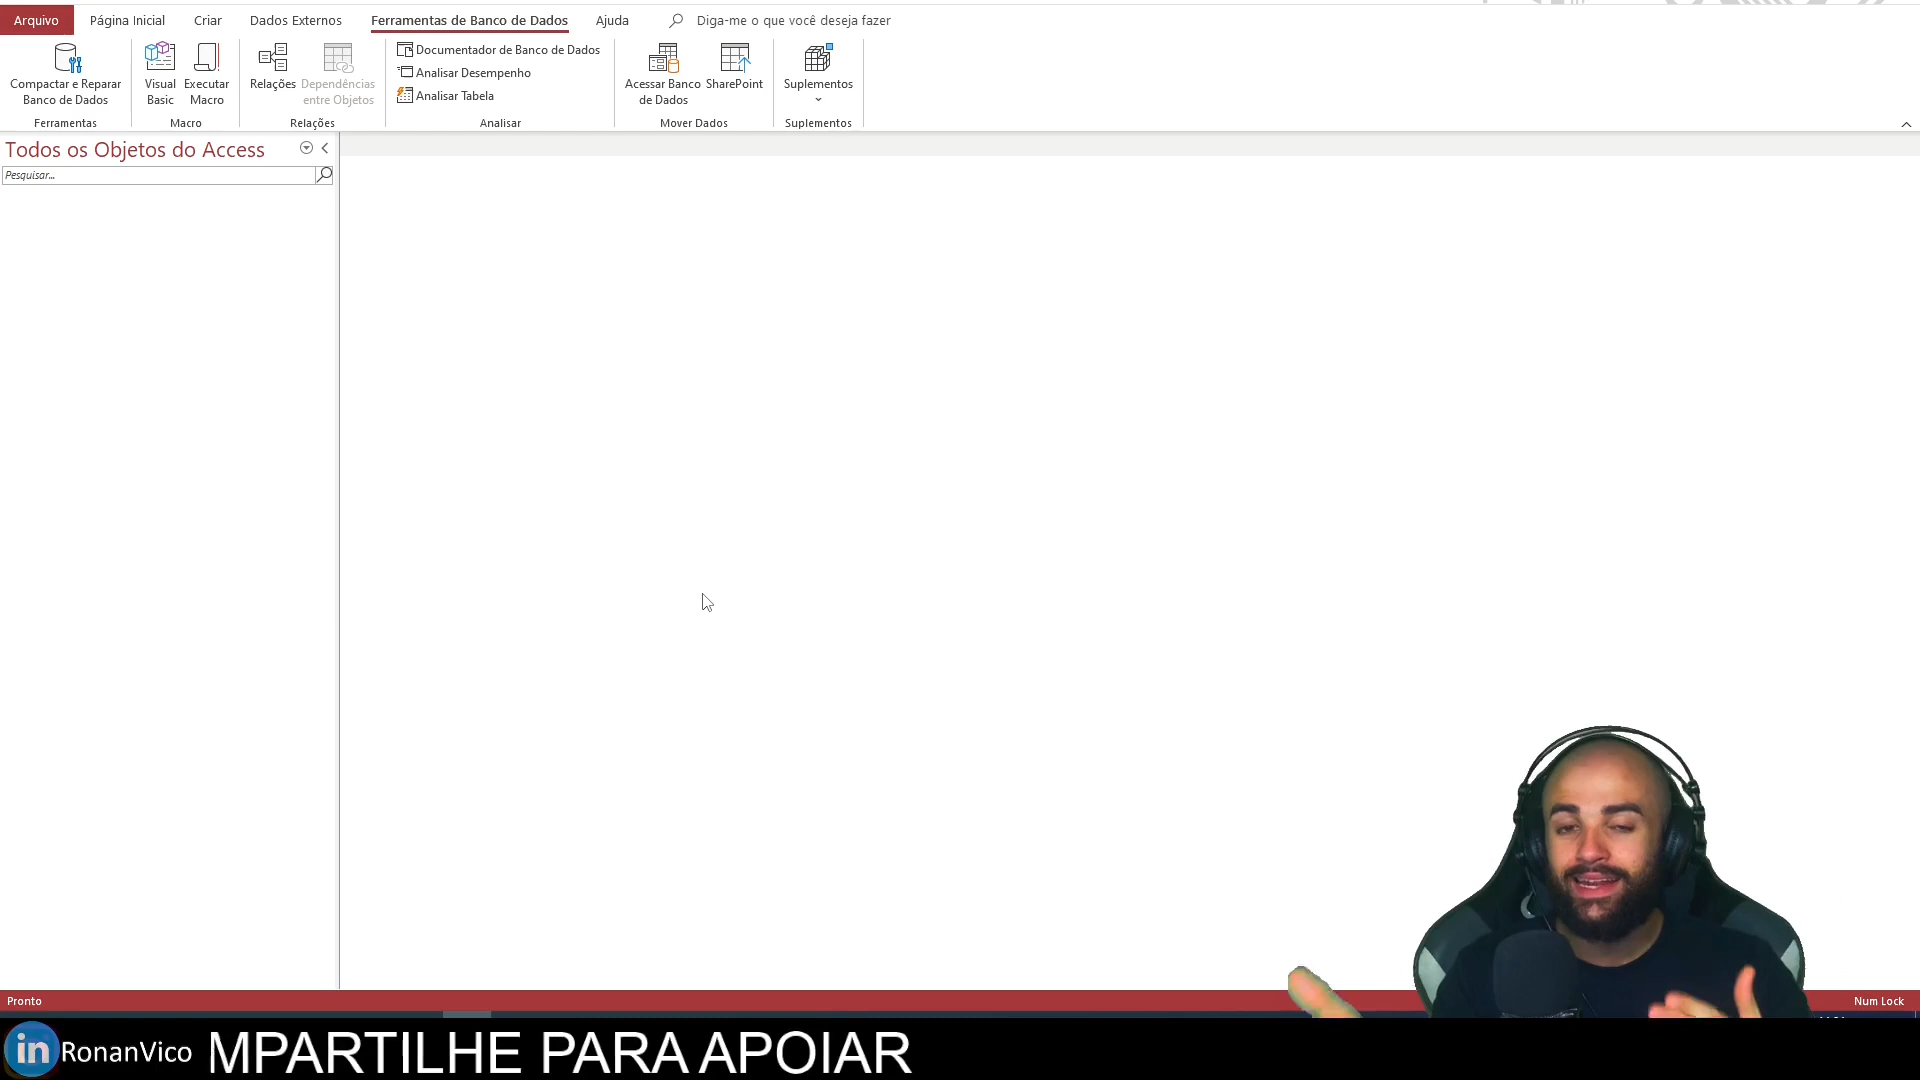 Arquivo Página Inicial Criar Dados Externos Ferramentas de Banco de Dados Ajuda Diga-me o que você deseja fazer
Compactar e Reparar
Banco de Dados
Ferramentas
Visual
Basic
Executar
Macro
Macro
Relações
Dependências
entre Objetos
Relações
Documentador de Banco de Dados
Analisar Desempenho
Analisar Tabela
Analisar
Acessar Banco
de Dados
SharePoint
Mover Dados
Suplementos
Suplementos
Todos os Objetos do Access
Pesquisar...
Pronto
Num Lock
in RonanVico
MPARTILHE PARA APOIAR